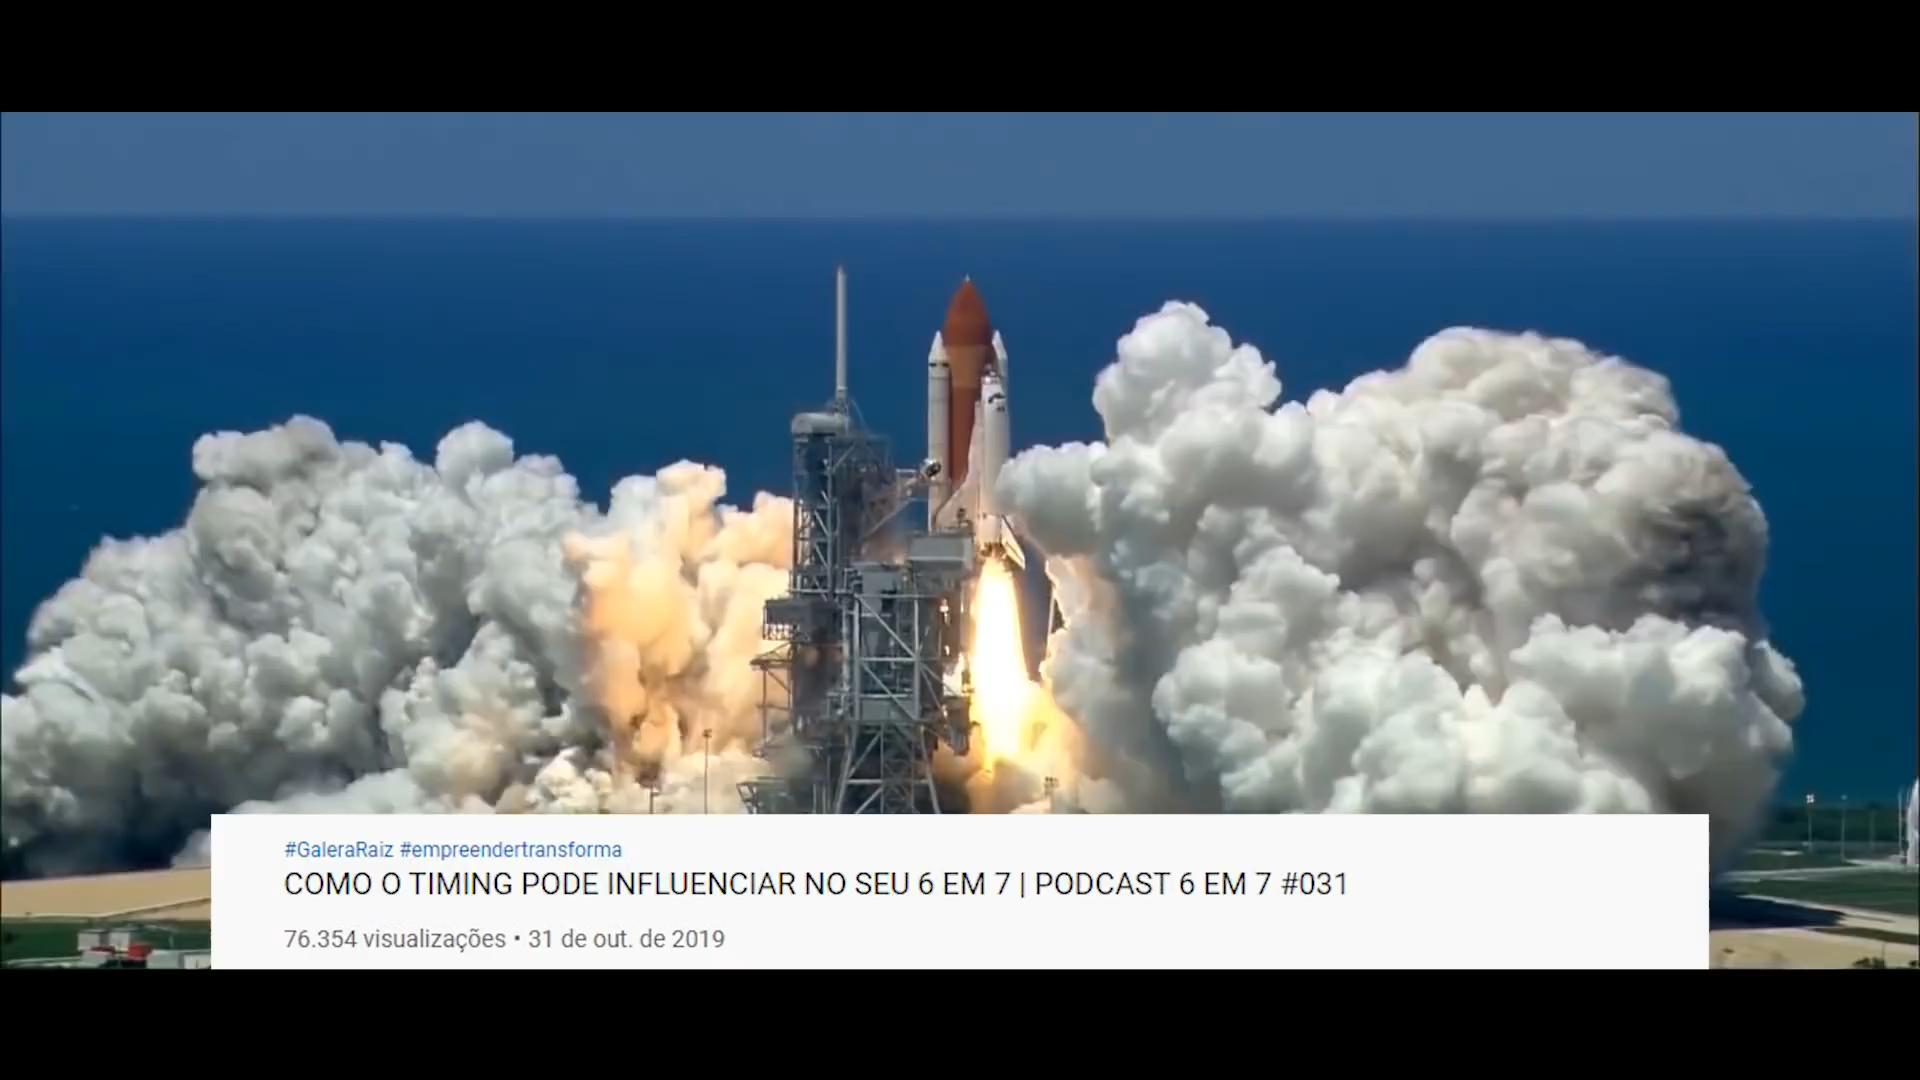 #GaleraRaiz #empreendertransforma
COMO O TIMING PODE INFLUENCIAR NO SEU 6 EM 7 | PODCAST 6 EM 7 #031
76.354 visualizações • 31 de out. de 2019